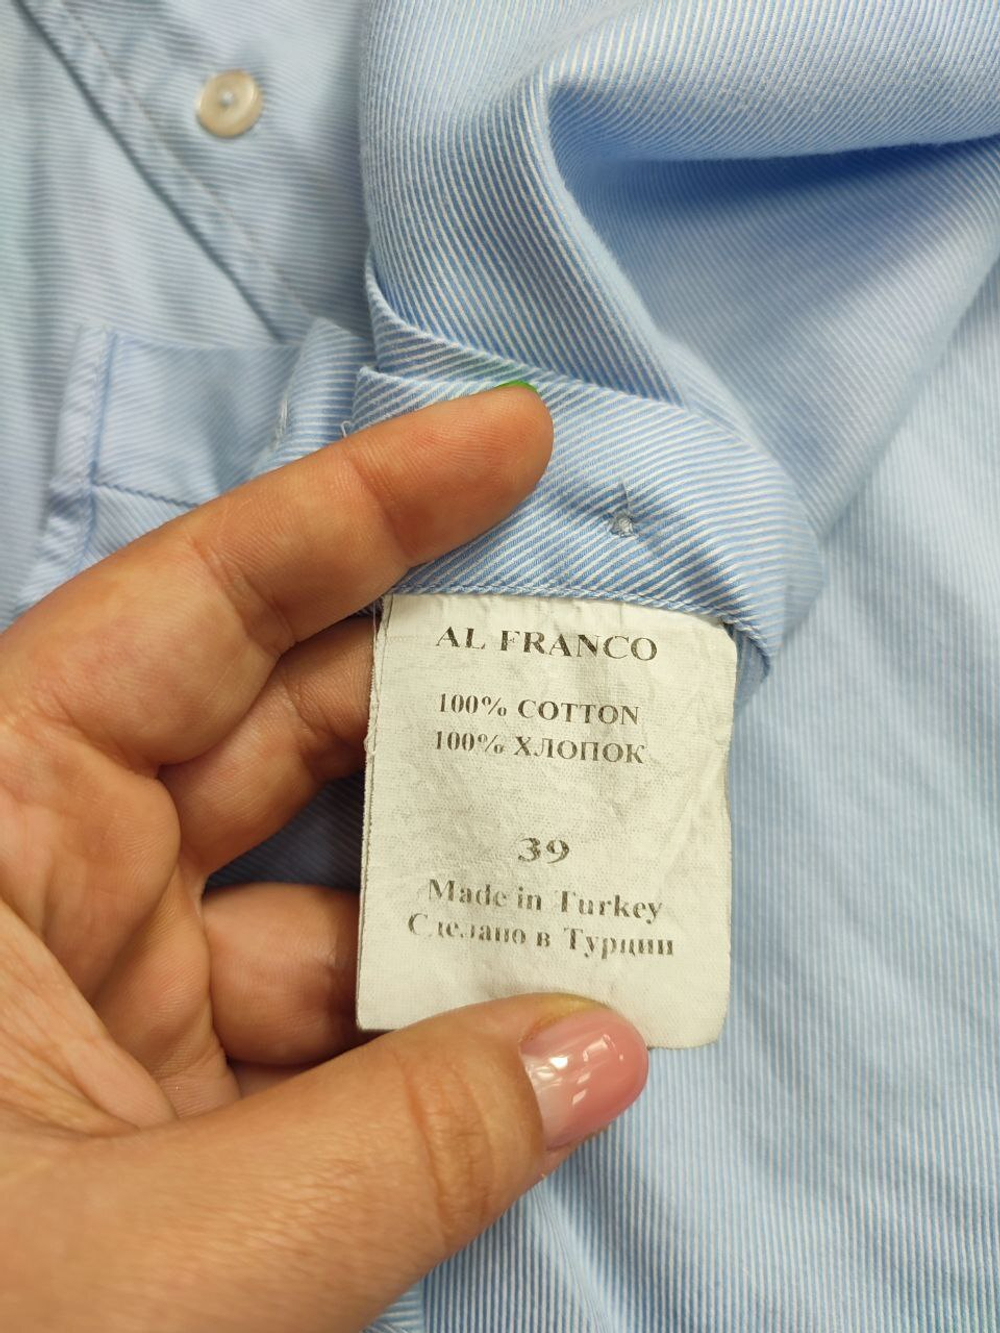 AL FRANCO
100% COTTON
100% ХЛОПОК
39
Made in Turkey
Сделано в Турции